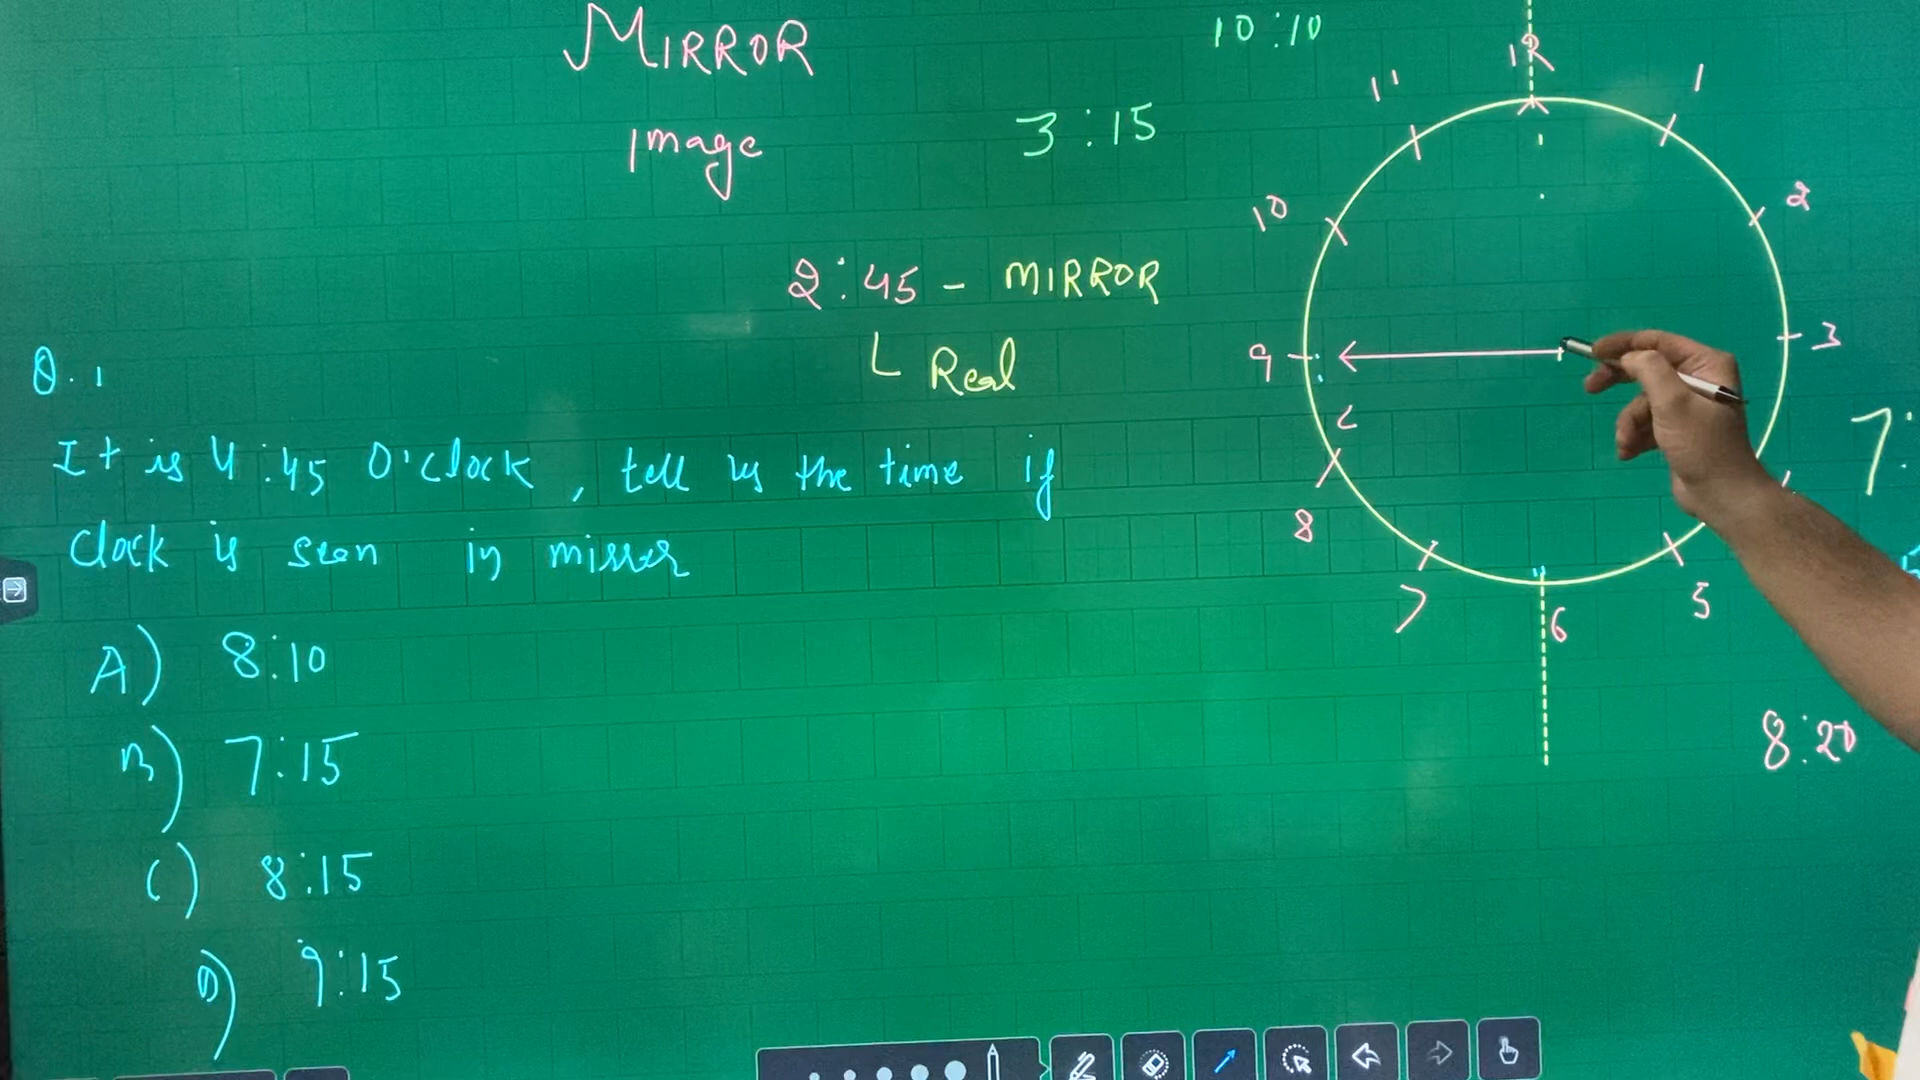 MIRROR
image
10:10
3:15
2:45 - MIRROR
Real
Q.1
It is 4:45 O'clock, tell us the time if
clock is seen in mirror
A) 8:10
B) 7:15
C) 8:15
D) 9:15
12
1
2
3
5
6
7
8
9
10
11
7:
8:20